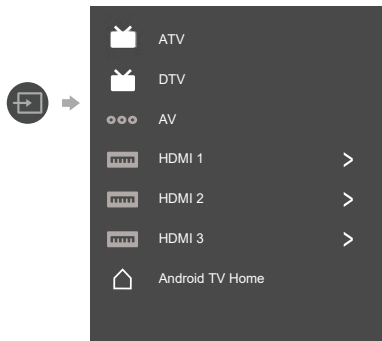 ATV
DTV
AV
HDMI 1
HDMI 2
HDMI 3
Android TV Home